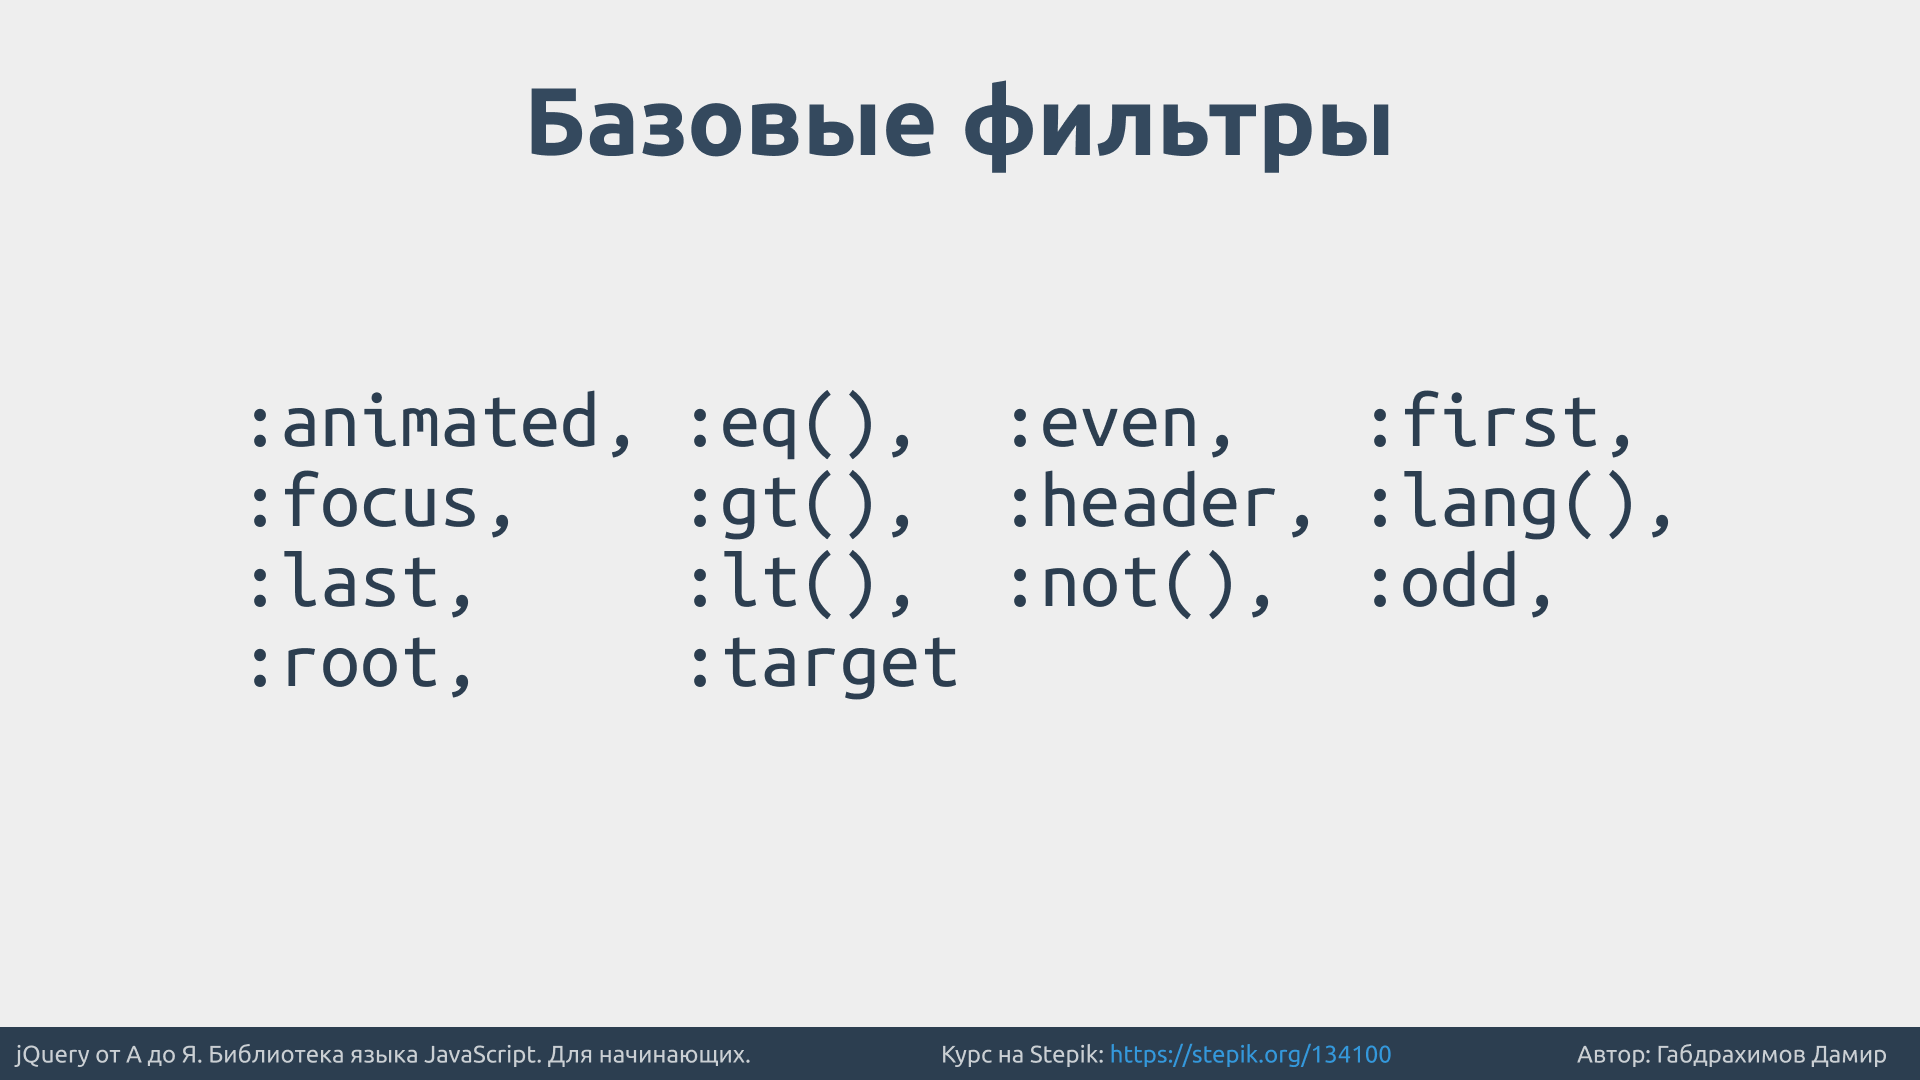 Базовые фильтры
:animated, :eq(), :even, :first,
:focus, :gt(), :header, :lang(),
:last, :lt(), :not(), :odd,
:root, :target
jQuery от А до Я. Библиотека языка JavaScript. Для начинающих. Курс на Stepik: https://stepik.org/134100 Автор: Габдрахимов Дамир